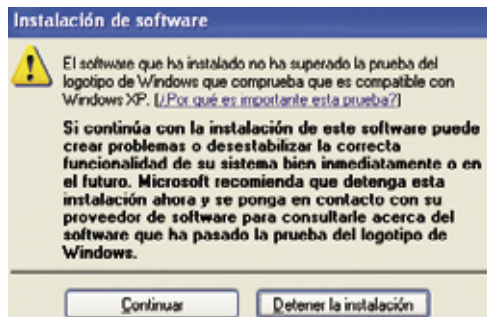 Instalación de software
El software que ha instalado no ha superado la prueba del
logotipo de Windows que comprueba que es compatible con
Windows XP. [¿Por qué es importante esta prueba?]
Si continúa con la instalación de este software puede
crear problemas o desestabilizar la correcta
funcionalidad de su sistema bien inmediatamente o en
el futuro. Microsoft recomienda que detenga esta
instalación ahora y se ponga en contacto con su
proveedor de software para consultarle acerca del
software que ha pasado la prueba del logotipo de
Windows.
Continuar Detener la instalación